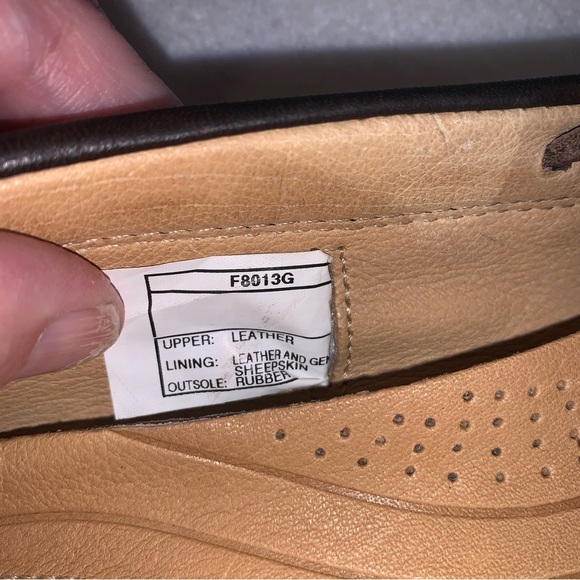 F8013G
UPPER: LEATHER
LINING: LEATHER AND GEN
SHEEPSKIN
OUTSOLE: RUBBER